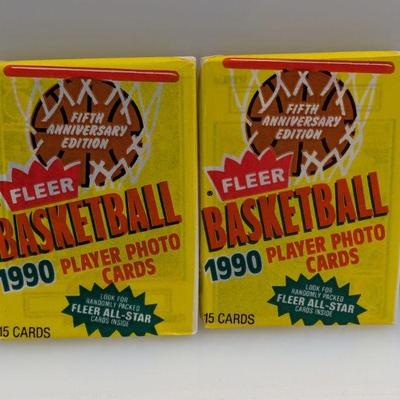 FIFTH
ANNIVERSARY
EDITION
FLEER
BASKETBALL
1990 PLAYER PHOTO
CARDS
LOOK FOR
RANDOMLY PACKED
FLEER ALL-STAR
CARDS INSIDE
15 CARDS
FIFTH
ANNIVERSARY
EDITION
FLEER
BASKETBALL
1990 PLAYER PHOTO
CARDS
LOOK FOR
RANDOMLY PACKED
FLEER ALL-STAR
CARDS INSIDE
15 CARDS